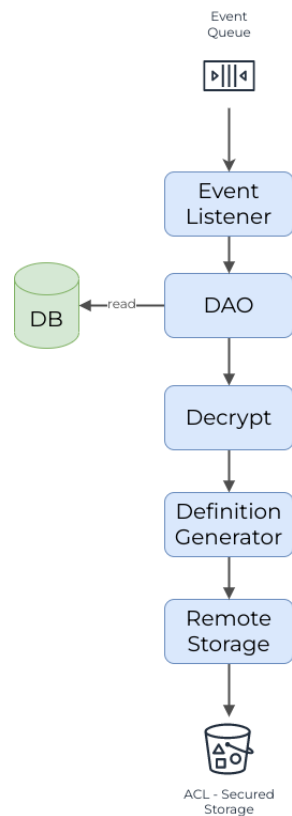 Event
Queue
Event
Listener
DB
read
DAO
Decrypt
Definition
Generator
Remote
Storage
ACL - Secured
Storage